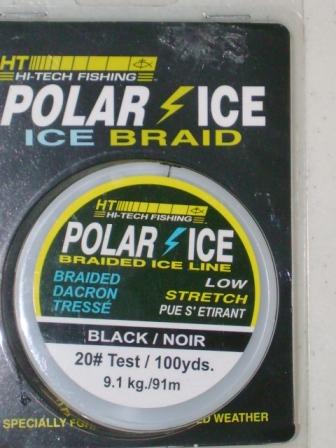 HT
HI-TECH FISHING
POLAR ICE
ICE BRAID
HT
HI-TECH FISHING
POLAR ICE
BRAIDED ICE LINE
BRAIDED LOW
DACRON STRETCH
TRESSÉ PUE S' ETIRANT
BLACK / NOIR
20# Test / 100yds.
9.1 kg./91m
SPECIALLY WEATHER